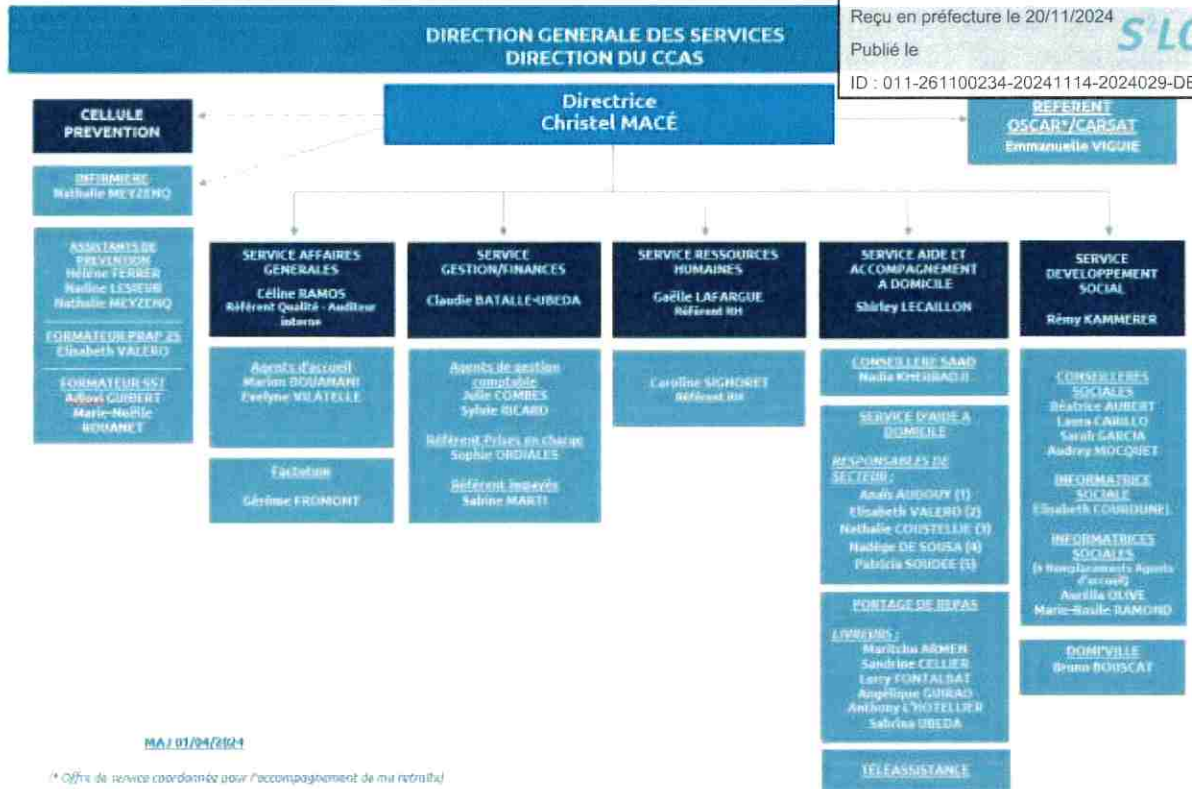 DIRECTION GENERALE DES SERVICES
DIRECTION DU CCAS
Reçu en préfecture le 20/11/2024
Publié le
ID : 011-261100234-20241114-2024029-DE
Directrice
Christel MACÉ
CELLULE
PREVENTION
REFERENT
OSCAR*/CARSAT
Emmanuelle VIGUIE
INFIRMIERE
Nathalie MEYZENQ
ASSISTANTS DE
PREVENTION
Hélène FERRER
Nadine LESIEUR
Nathalie MEYZENQ
FORMATEUR PRAP 2S
Elisabeth VALERO
FORMATEUR SST
GUIBERT
Marie-Noëlle
BOUANET
SERVICE AFFAIRES
GENERALES
Céline RAMOS
Référent Qualité - Auditeur
interne
Agents d'accueil
Marion BOUAMANI
Evelyne VILATELLE
Facturation
Gérôme FROMONT
SERVICE
GESTION/FINANCES
Claudie BATALLE-UBEDA
Agents de gestion
comptable
Julie COMBES
Sylvie RICARD
Référent Prises en charge
Sophie ORDIALES
Référent impayés
Sabine MARTI
SERVICE RESSOURCES
HUMAINES
Gaëlle LAFARGUE
Référent RH
Caroline SIGNORET
Référent RH
SERVICE AIDE ET
ACCOMPAGNEMENT
A DOMICILE
Shirley LECAILLON
CONSEILLERE SAAD
Nadia KHERRADJI
SERVICE D'AIDE A
DOMICILE
RESPONSABLES DE
SECTEUR :
Anaïs AUDOUY (1)
Elisabeth VALERO (2)
Nathalie COUSTELLIE (3)
Nadège DE SOUSA (4)
Patricia SOUDEE (5)
PORTAGE DE REPAS
LIVREURS :
Maritchu ARMEN
Sandrine CELLIER
Lorry FONTALBAT
Angélique GUIRAO
Anthony L'HOTELLIER
Sabrina UBEDA
TELEASSISTANCE
SERVICE
DEVELOPPEMENT
SOCIAL
Rémy KAMMERER
CONSEILLERES
SOCIALES
Béatrice AUBERT
Laura CARILLO
Sarah GARCIA
Audrey MOCQUET
INFORMATRICE
SOCIALE
Elisabeth COURDUNEL
INFORMATRICES
SOCIALES
(+ Remplacements Agents
d'accueil)
Aurélia OLIVE
Marie-Basile RAMOND
DOMI'VILLE
Bruno BOUSCAT
MAJ 01/04/2024
(* Offre de service coordonnée pour l'accompagnement de ma retraite)